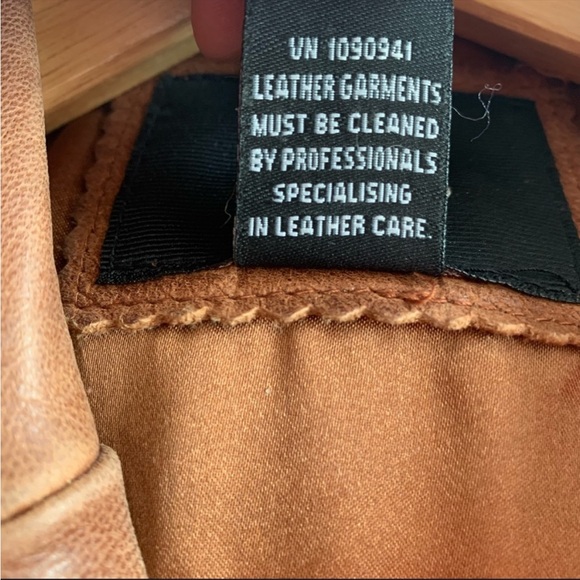 VN 1090941
LEATHER GARMENTS
MUST BE CLEANED
BY PROFESSIONALS
SPECIALISING
IN LEATHER CARE.